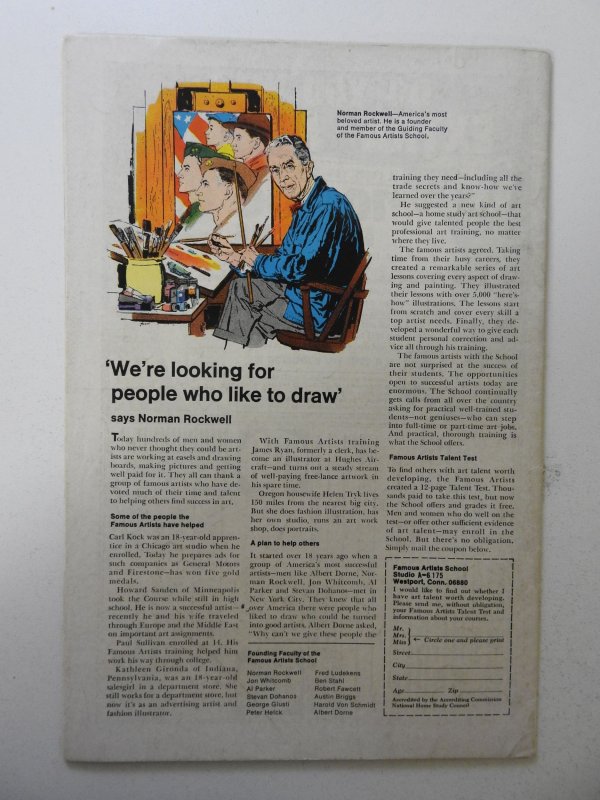 Norman Rockwell—America's most
beloved artist. He is a founder
and member of the Guiding Faculty
of the Famous Artists School.
'We're looking for
people who like to draw'
says Norman Rockwell
Today hundreds of men and women
who never thought they could be art-
ists are working at easels and drawing
boards, making pictures and getting
well paid for it. They all can thank a
group of famous artists who have de-
voted much of their time and talent
to helping others find success in art.
Some of the people the
Famous Artists have helped
Carl Kock was an 18-year-old appren-
tice in a Chicago art studio when he
enrolled. Today he prepares ads for
such companies as General Motors
and Firestone—has won five gold
medals.
Howard Sanden of Minneapolis
took the Course while still in high
school. He is now a successful artist—
recently he and his wife traveled
through Europe and the Middle East
on important art assignments.
Paul Sullivan enrolled at 14. His
Famous Artists training helped him
work his way through college.
Kathleen Gironda of Indiana,
Pennsylvania, was an 18-year-old
salesgirl in a department store. She
still works for a department store, but
now it's as an advertising artist and
fashion illustrator.
With Famous Artists training
James Ryan, formerly a clerk, has be-
come an illustrator at Hughes Air-
craft—and turns out a steady stream
of well-paying free-lance artwork in
his spare time.
Oregon housewife Helen Tryk lives
150 miles from the nearest big city.
But she does fashion illustration, has
her own studio, runs an art work
shop, does portraits.
A plan to help others
It started over 18 years ago when a
group of America's most successful
artists—men like Albert Dorne, Nor-
man Rockwell, Jon Whitcomb, Al
Parker and Stevan Dohanos—met in
New York City. They knew that all
over America there were people who
liked to draw who could be turned
into good artists. Albert Dorne asked,
"Why can't we give these people the
Founding Faculty of the
Famous Artists School
Norman Rockwell
Jon Whitcomb
Al Parker
Stevan Dohanos
George Giusti
Peter Helck
Fred Ludekens
Ben Stahl
Robert Fawcett
Austin Briggs
Harold Von Schmidt
Albert Dorne
training they need—including all the
trade secrets and know-how we've
learned over the years?"
He suggested a new kind of art
school—a home study art school—that
would give talented people the best
professional art training, no matter
where they live.
The famous artists agreed. Taking
time from their busy careers, they
created a remarkable series of art
lessons covering every aspect of draw-
ing and painting. They illustrated
their lessons with over 5,000 "here's-
how" illustrations. The lessons start
from scratch and cover every skill a
top artist needs. Finally, they de-
veloped a wonderful way to give each
student personal correction and ad-
vice all through his training.
The famous artists with the School
are not surprised at the success of
their students. The opportunities
open to successful artists today are
enormous. The School continually
gets calls from all over the country
asking for practical well-trained stu-
dents—not geniuses—who can step
into full-time or part-time art jobs.
And practical, thorough training is
what the School offers.
Famous Artists Talent Test
To find others with art talent worth
developing, the Famous Artists
created a 12-page Talent Test. Thou-
sands paid to take this test, but now
the School offers and grades it free.
Men and women who do well on the
test—or offer other sufficient evidence
of art talent—may enroll in the
School. But there's no obligation.
Simply mail the coupon below.
Famous Artists School
Studio A-6175
Westport, Conn. 06880
I would like to find out whether I
have art talent worth developing.
Please send me, without obligation,
your Famous Artists Talent Test and
information about your courses.
Mr.
Mrs. ← Circle one and please print
Miss
Street
City
State
Age Zip
Accredited by the Accrediting Commission
National Home Study Council